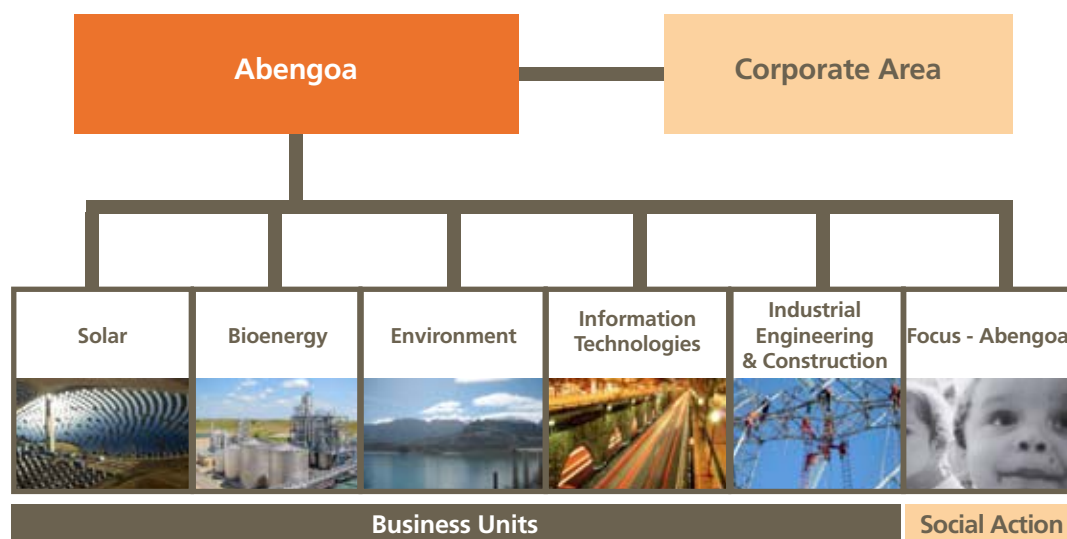 Abengoa
Corporate Area
Solar
Bioenergy
Environment
Information
Technologies
Industrial
Engineering
& Construction
Focus - Abengoa
Business Units
Social Action